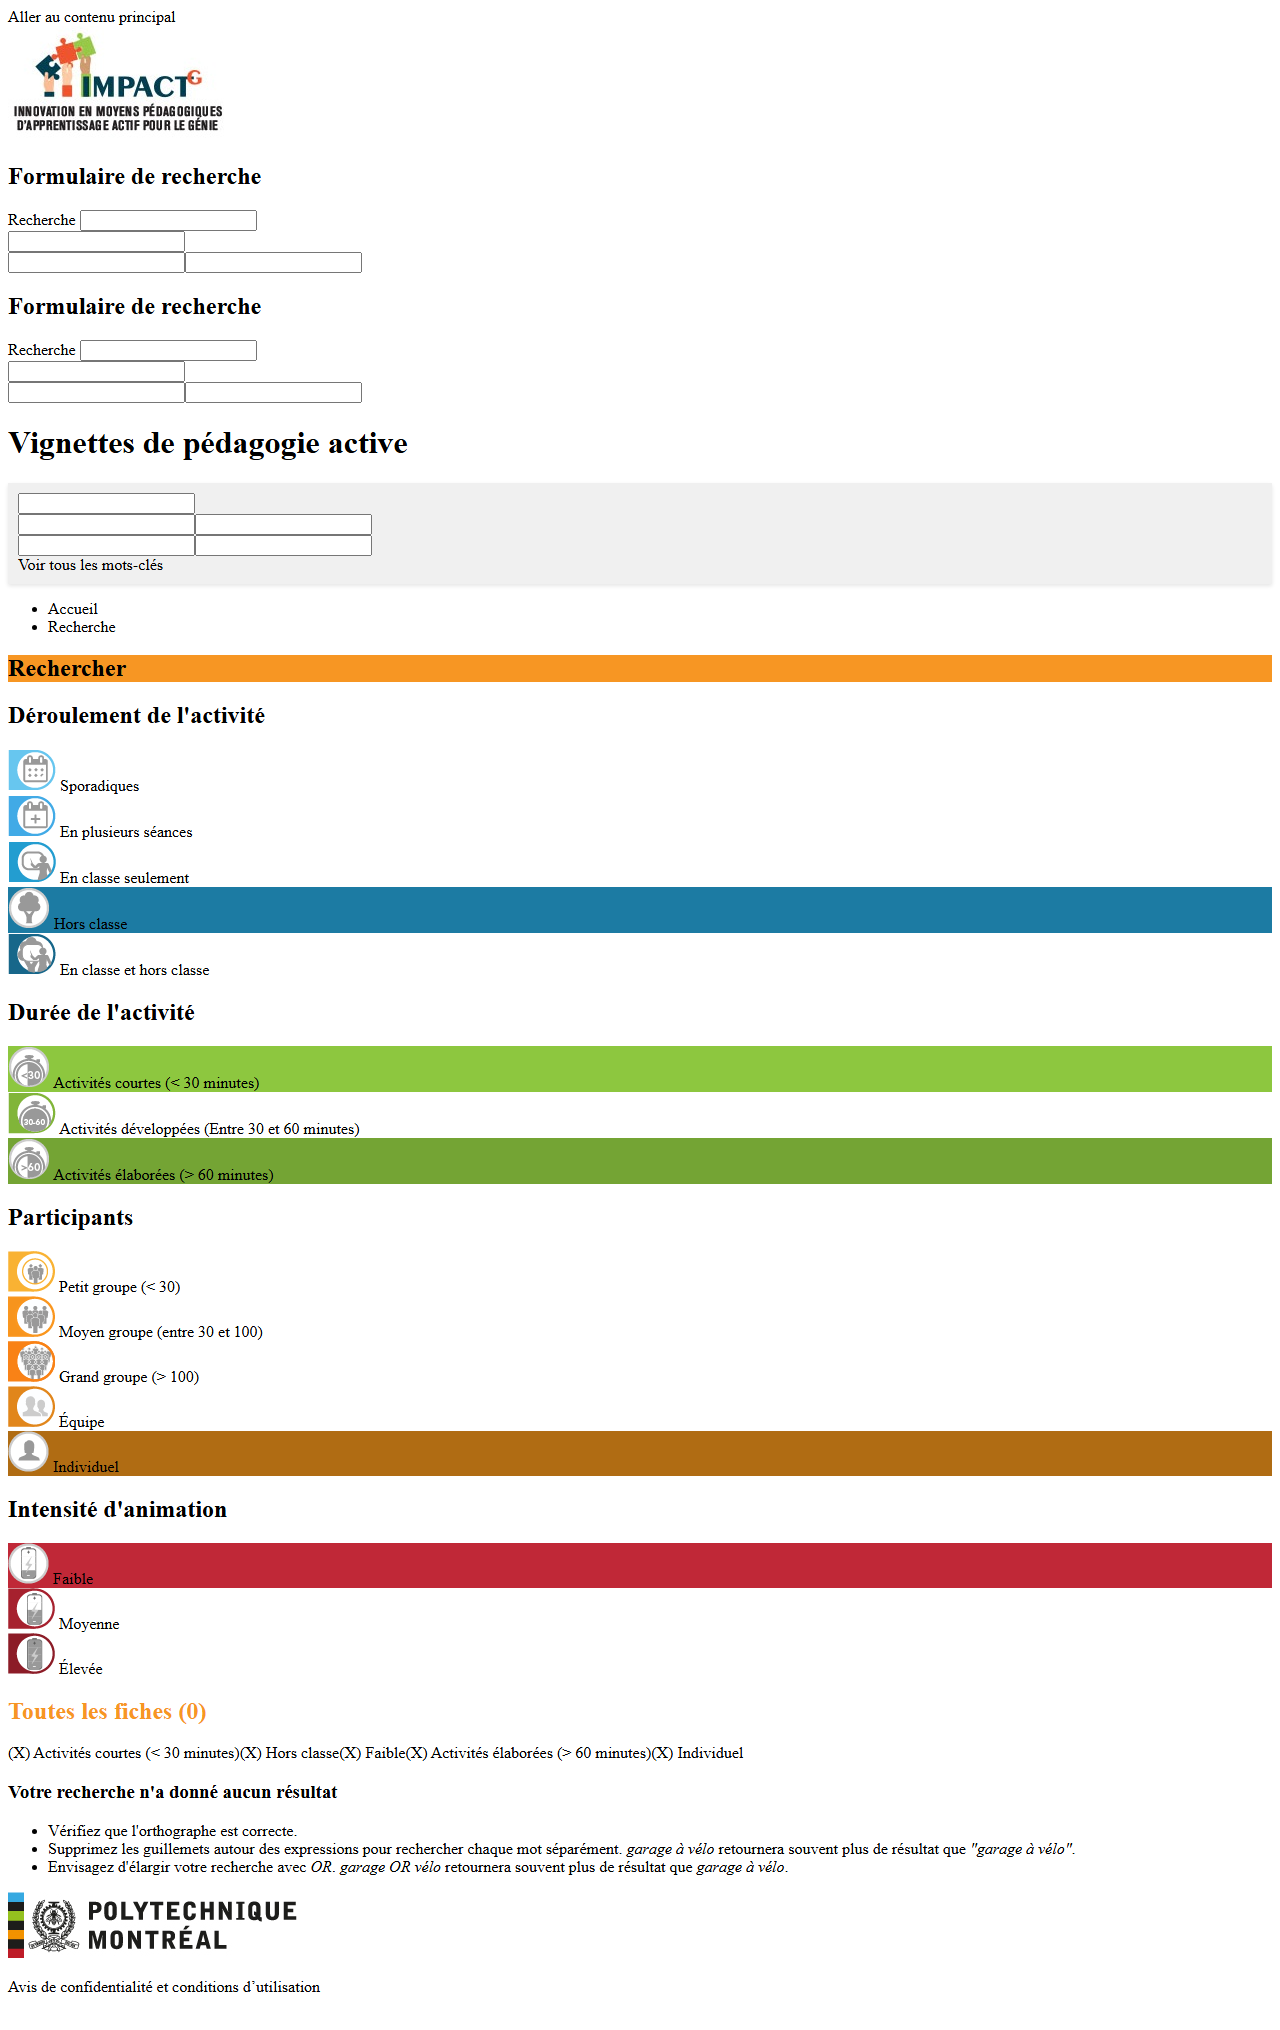 Aller au contenu principal
IMPACTG
INNOVATION EN MOYENS PÉDAGOGIQUES
D'APPRENTISSAGE ACTIF POUR LE GÉNIE
Formulaire de recherche
Recherche
Formulaire de recherche
Recherche
Vignettes de pédagogie active
Voir tous les mots-clés
• Accueil
• Recherche
Rechercher
Déroulement de l'activité
Sporadiques
En plusieurs séances
En classe seulement
Hors classe
En classe et hors classe
Durée de l'activité
<30 Activités courtes (< 30 minutes)
30-60 Activités développées (Entre 30 et 60 minutes)
>60 Activités élaborées (> 60 minutes)
Participants
Petit groupe (< 30)
Moyen groupe (entre 30 et 100)
Grand groupe (> 100)
Équipe
Individuel
Intensité d'animation
Faible
Moyenne
Élevée
Toutes les fiches (0)
(X) Activités courtes (< 30 minutes)(X) Hors classe(X) Faible(X) Activités élaborées (> 60 minutes)(X) Individuel
Votre recherche n'a donné aucun résultat
• Vérifiez que l'orthographe est correcte.
• Supprimez les guillemets autour des expressions pour rechercher chaque mot séparément. garage à vélo retournera souvent plus de résultat que "garage à vélo".
• Envisagez d'élargir votre recherche avec OR. garage OR vélo retournera souvent plus de résultat que garage à vélo.
POLYTECHNIQUE
MONTRÉAL
Avis de confidentialité et conditions d’utilisation